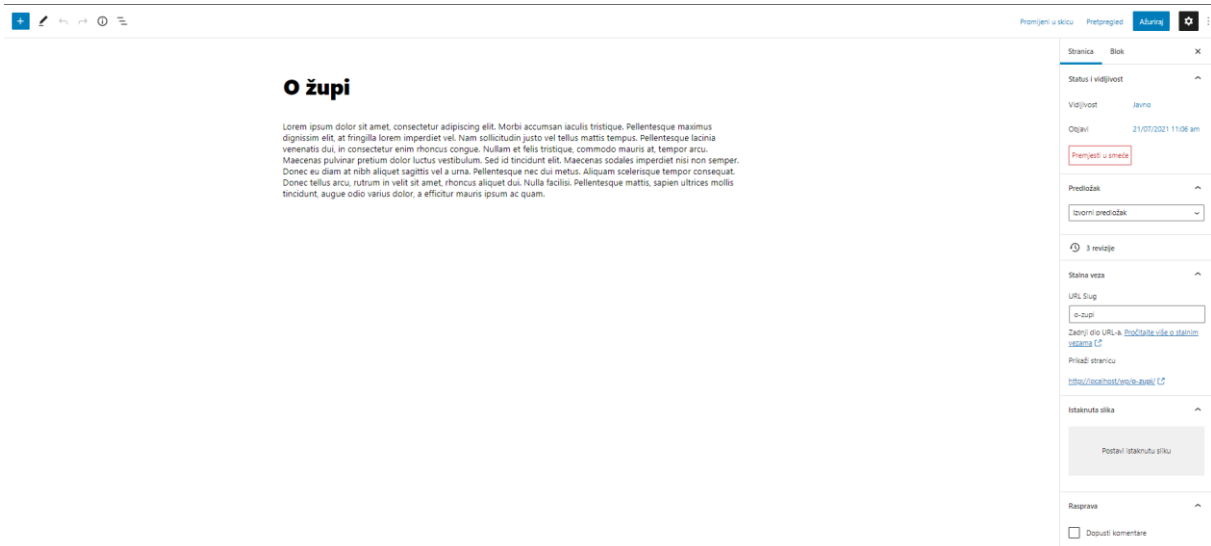 Promijeni u skicu Pretpregled Ažuriraj
Stranica Blok
Status i vidljivost
Vidljivost Javno
Objavi 21/07/2021 11:06 am
Premjesti u smeće
Predložak
Izvorni predložak
3 revizije
Stalna veza
URL Slug
o-zupi
Zadnji dio URL-a. Pročitajte više o stalnim
vezama
Prikaži stranicu
http://localhost/wp/o-zupi/
Istaknuta slika
Postavi istaknutu sliku
Rasprava
Dopusti komentare
O župi
Lorem ipsum dolor sit amet, consectetur adipiscing elit. Morbi accumsan iaculis tristique. Pellentesque maximus
dignissim elit, at fringilla lorem imperdiet vel. Nam sollicitudin justo vel tellus mattis tempus. Pellentesque lacinia
venenatis dui, in consectetur enim rhoncus congue. Nullam et felis tristique, commodo mauris at, tempor arcu.
Maecenas pulvinar pretium dolor luctus vestibulum. Sed id tincidunt elit. Maecenas sodales imperdiet nisi non semper.
Donec eu diam at nibh aliquet sagittis vel a urna. Pellentesque nec dui metus. Aliquam scelerisque tempor consequat.
Donec tellus arcu, rutrum in velit sit amet, rhoncus aliquet dui. Nulla facilisi. Pellentesque mattis, sapien ultrices mollis
tincidunt, augue odio varius dolor, a efficitur mauris ipsum ac quam.